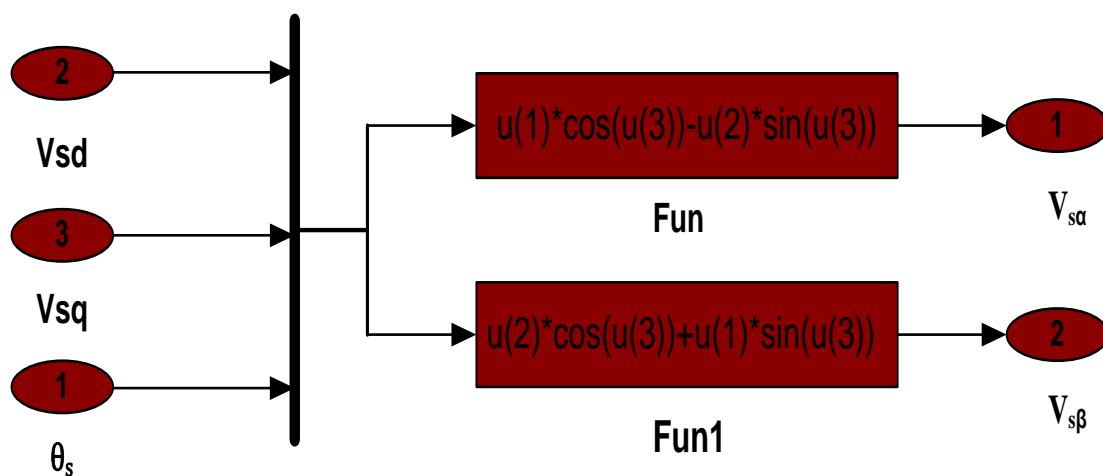 2
Vsd
3
Vsq
1
θs
u(1)*cos(u(3))-u(2)*sin(u(3))
Fun
u(2)*cos(u(3))+u(1)*sin(u(3))
Fun1
1
Vsα
2
Vsβ